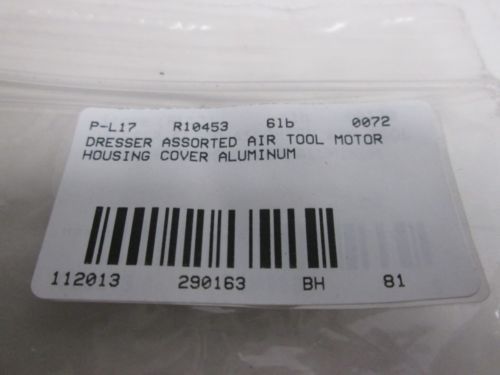 P-L17 R10453 6lb 0072
DRESSER ASSORTED AIR TOOL MOTOR
HOUSING COVER ALUMINUM
112013 290163 BH 81